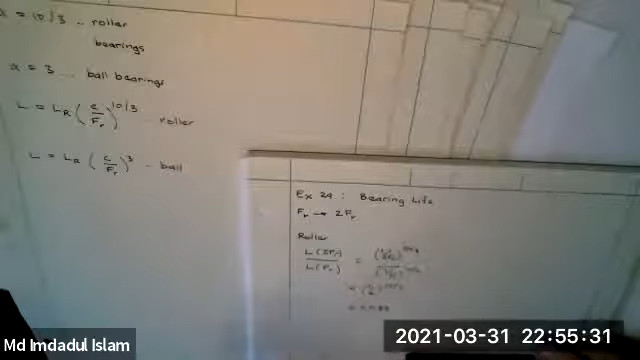 α = 10/3 .. roller
bearings
α = 3 ... ball bearings
L = L_R (C/F_r)^10/3 .. roller
L = L_R (C/F_r)^3 .. ball
Ex 24 : Bearing Life
F_r → 2F_r
Roller
L(2F_r)/L(F_r) =
Md Imdadul Islam
2021-03-31 22:55:31